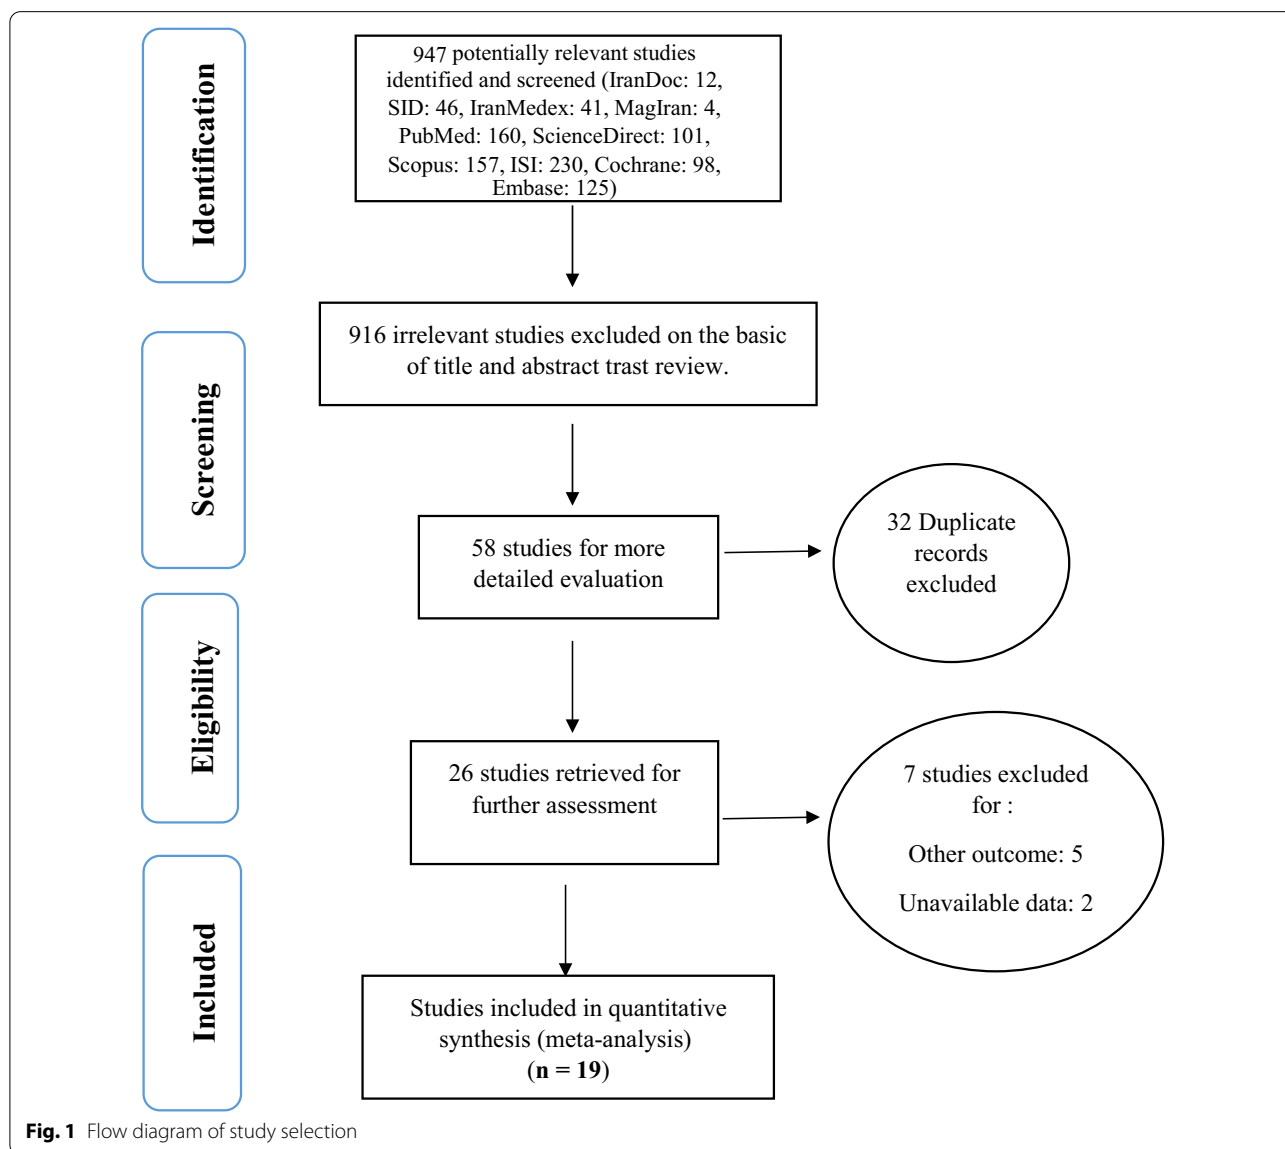 Identification
947 potentially relevant studies
identified and screened (IranDoc: 12,
SID: 46, IranMedex: 41, MagIran: 4,
PubMed: 160, ScienceDirect: 101,
Scopus: 157, ISI: 230, Cochrane: 98,
Embase: 125)
916 irrelevant studies excluded on the basic
of title and abstract trast review.
Screening
58 studies for more
detailed evaluation
32 Duplicate
records
excluded
Eligibility
26 studies retrieved for
further assessment
7 studies excluded
for :
Other outcome: 5
Unavailable data: 2
Included
Studies included in quantitative
synthesis (meta-analysis)
(n = 19)
Fig. 1 Flow diagram of study selection